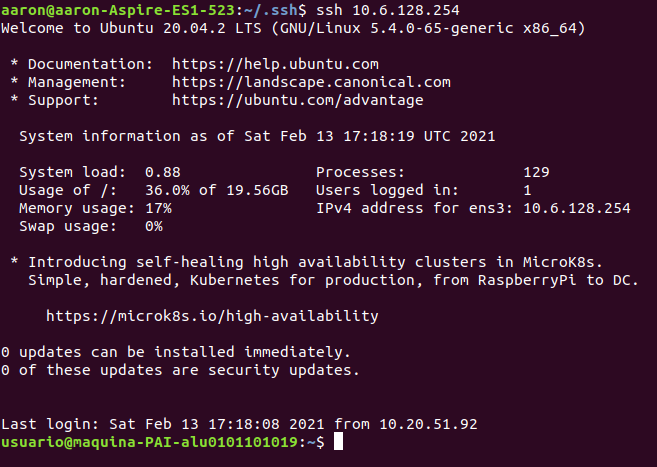 aaron@aaron-Aspire-ES1-523:~/.ssh$ ssh 10.6.128.254
Welcome to Ubuntu 20.04.2 LTS (GNU/Linux 5.4.0-65-generic x86_64)
* Documentation:  https://help.ubuntu.com
* Management:     https://landscape.canonical.com
* Support:        https://ubuntu.com/advantage
System information as of Sat Feb 13 17:18:19 UTC 2021
System load:  0.88               Processes:             129
Usage of /:   36.0% of 19.56GB   Users logged in:       1
Memory usage: 17%                IPv4 address for ens3: 10.6.128.254
Swap usage:   0%
* Introducing self-healing high availability clusters in MicroK8s.
Simple, hardened, Kubernetes for production, from RaspberryPi to DC.
https://microk8s.io/high-availability
0 updates can be installed immediately.
0 of these updates are security updates.
Last login: Sat Feb 13 17:18:08 2021 from 10.20.51.92
usuario@maquina-PAI-alu0101101019:~$